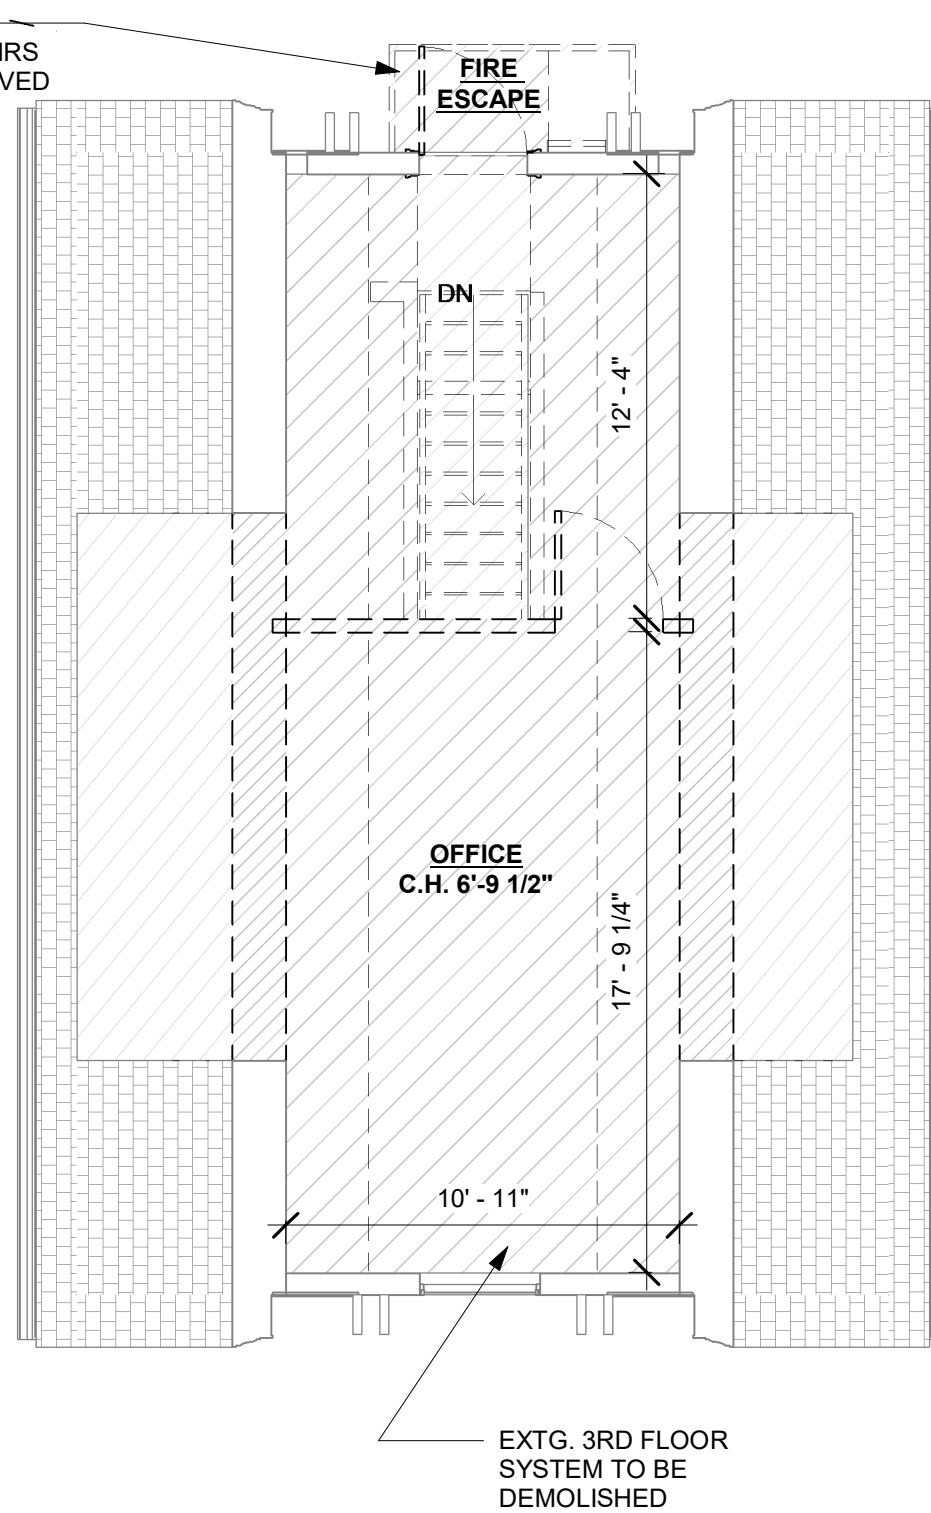 FIRE
ESCAPE
DN
12' - 4"
OFFICE
C.H. 6'-9 1/2"
17' - 9 1/4"
10' - 11"
EXTG. 3RD FLOOR
SYSTEM TO BE
DEMOLISHED